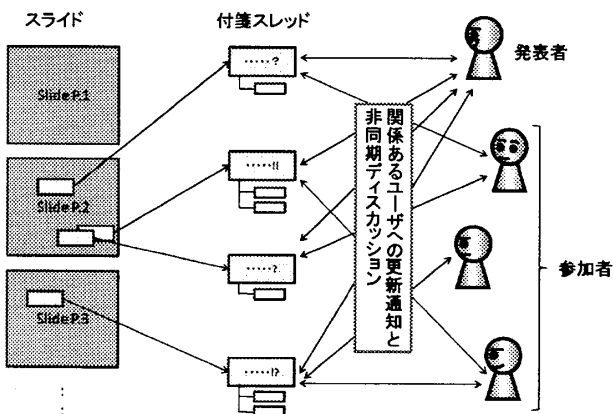 スライド
付箋スレッド
Slide P.1
Slide P.2
Slide P.3
‥‥‥?
‥‥‥!!
‥‥‥?
‥‥‥!?
関係あるユーザへの更新通知と
非同期ディスカッション
発表者
参加者